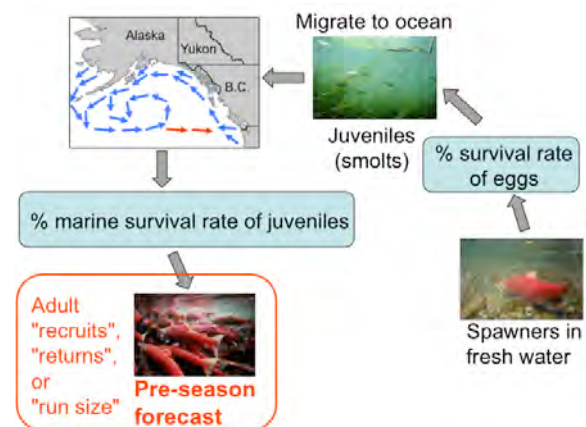 Migrate to ocean
Alaska
Yukon
B.C.
Juveniles
(smolts)
% survival rate
of eggs
% marine survival rate of juveniles
Spawners in
fresh water
Adult
"recruits",
"returns",
or
"run size"
Pre-season
forecast